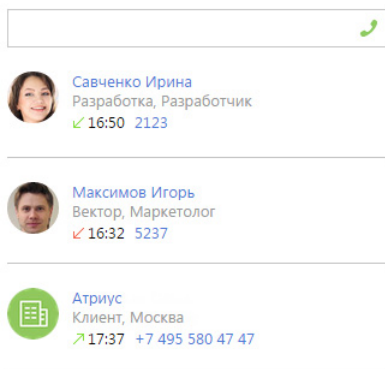 Савченко Ирина
Разработка, Разработчик
16:50 2123
Максимов Игорь
Вектор, Маркетолог
16:32 5237
Атриус
Клиент, Москва
17:37 +7 495 580 47 47